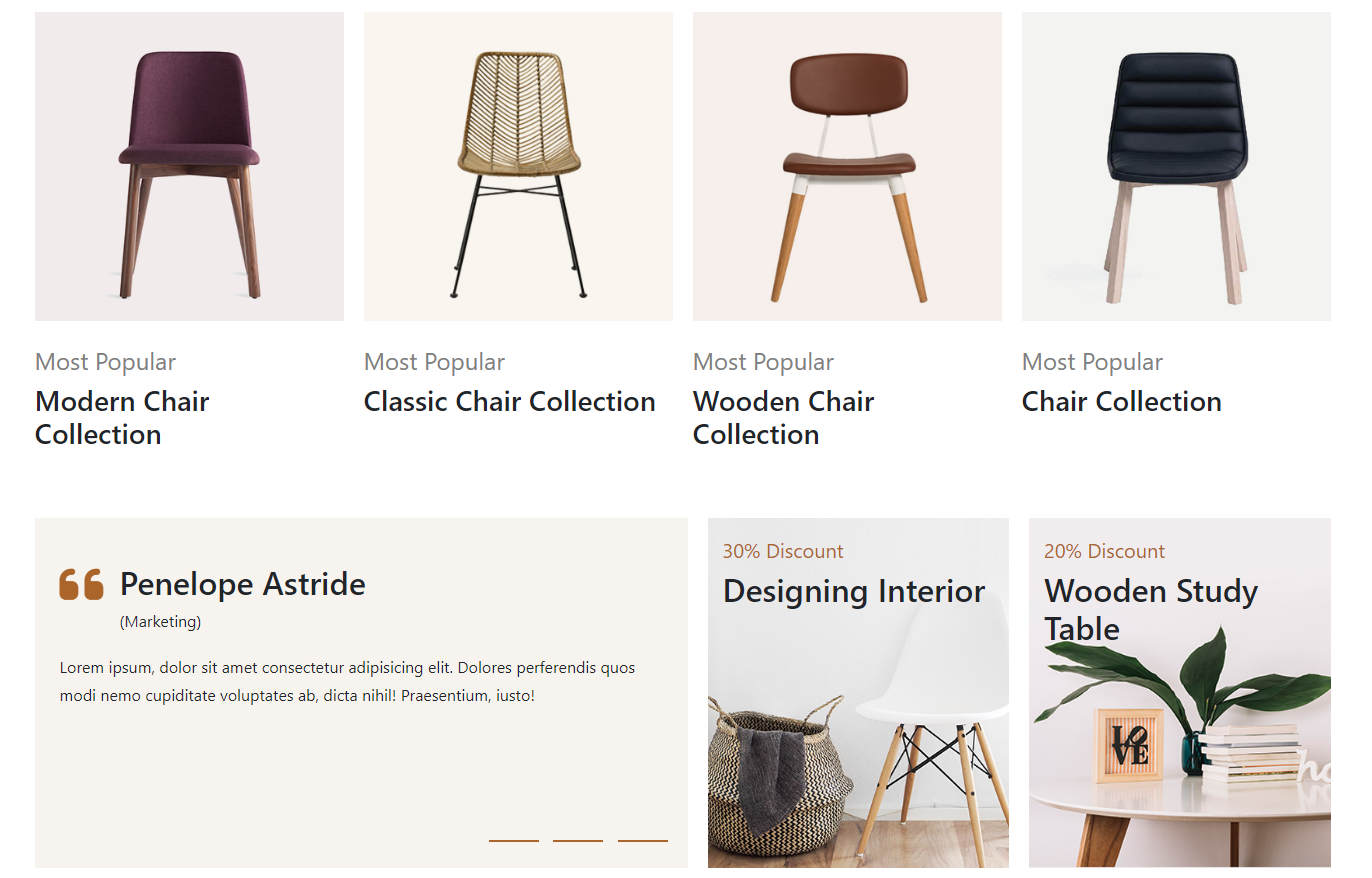 Most Popular
Modern Chair
Collection
Most Popular
Classic Chair Collection
Most Popular
Wooden Chair
Collection
Most Popular
Chair Collection
Penelope Astride
(Marketing)
Lorem ipsum, dolor sit amet consectetur adipisicing elit. Dolores perferendis quos
modi nemo cupiditate voluptates ab, dicta nihil! Praesentium, iusto!
30% Discount
Designing Interior
20% Discount
Wooden Study
Table
LO
VE